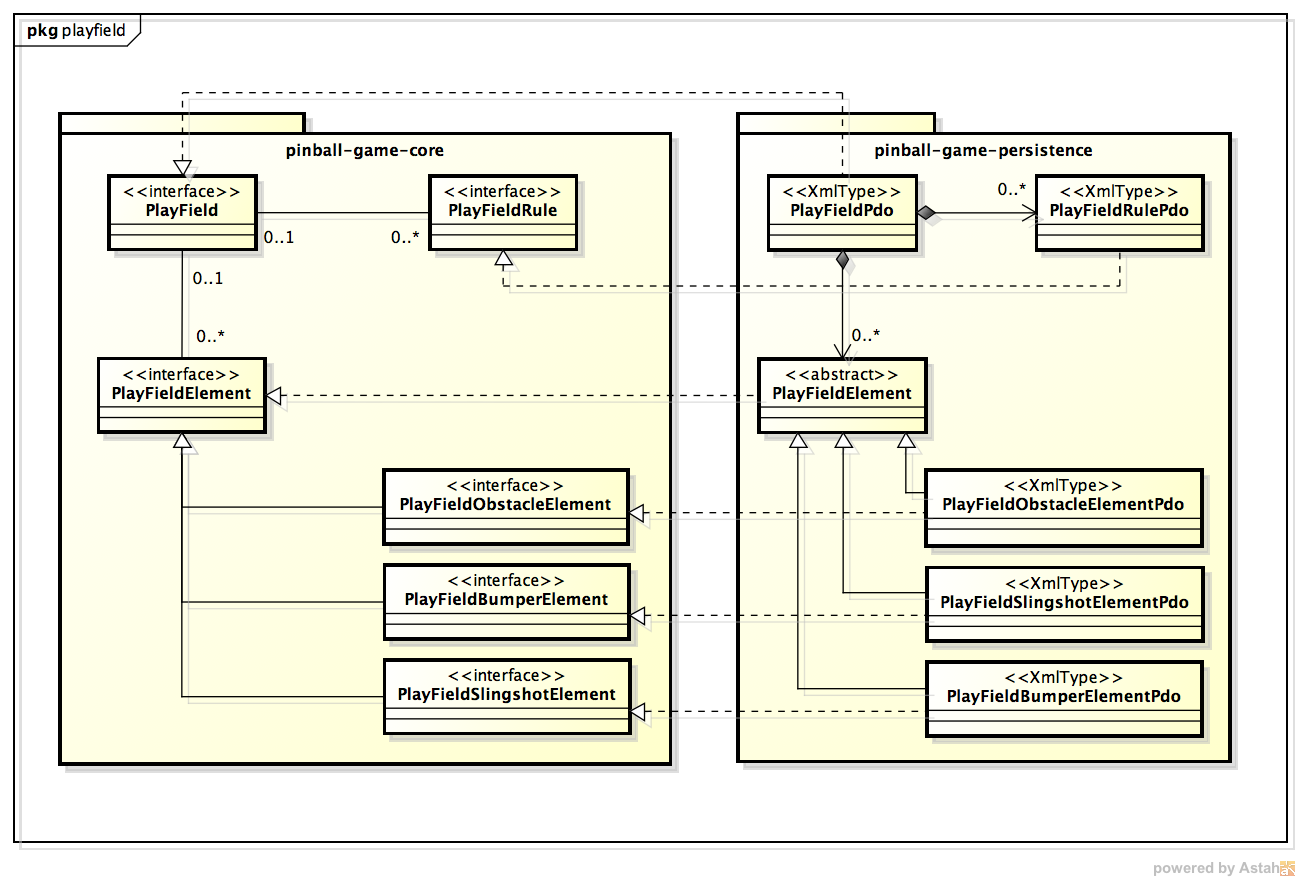 pkg playfield
pinball-game-core
<<interface>>
PlayField
<<interface>>
PlayFieldRule
0..1
0..*
0..1
0..*
<<interface>>
PlayFieldElement
<<interface>>
PlayFieldObstacleElement
<<interface>>
PlayFieldBumperElement
<<interface>>
PlayFieldSlingshotElement
pinball-game-persistence
<<XmlType>>
PlayFieldPdo
0..*
<<XmlType>>
PlayFieldRulePdo
0..*
<<abstract>>
PlayFieldElement
<<XmlType>>
PlayFieldObstacleElementPdo
<<XmlType>>
PlayFieldSlingshotElementPdo
<<XmlType>>
PlayFieldBumperElementPdo
powered by Astah